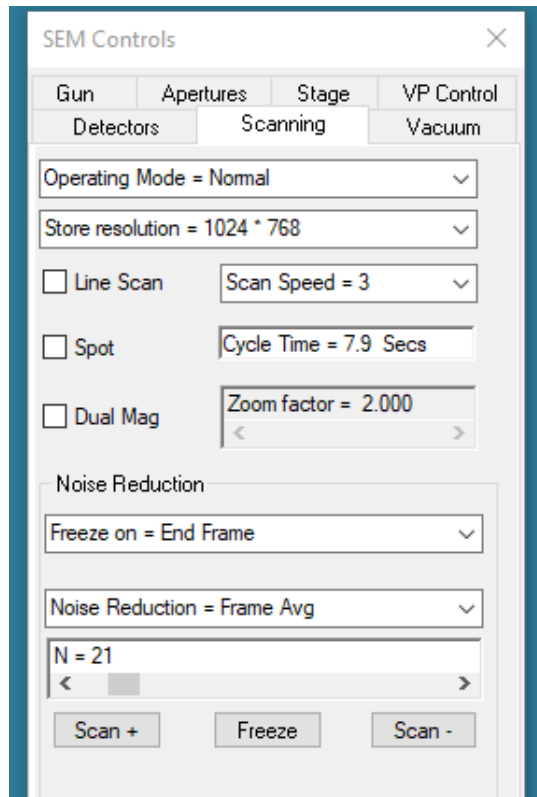 SEM Controls
Gun Apertures Stage VP Control
Detectors Scanning Vacuum
Operating Mode = Normal
Store resolution = 1024 * 768
Line Scan Scan Speed = 3
Spot Cycle Time = 7.9 Secs
Dual Mag Zoom factor = 2.000
Noise Reduction
Freeze on = End Frame
Noise Reduction = Frame Avg
N = 21
Scan + Freeze Scan -